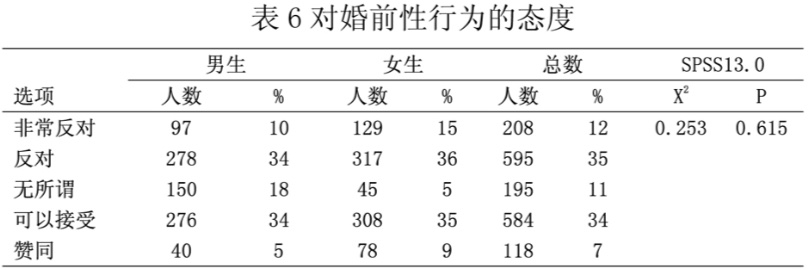 表 6 对婚前性行为的态度
男生 女生 总数 SPSS13.0
选项 人数 % 人数 % 人数 % X² P
非常反对 97 10 129 15 208 12 0.253 0.615
反对 278 34 317 36 595 35
无所谓 150 18 45 5 195 11
可以接受 276 34 308 35 584 34
赞同 40 5 78 9 118 7